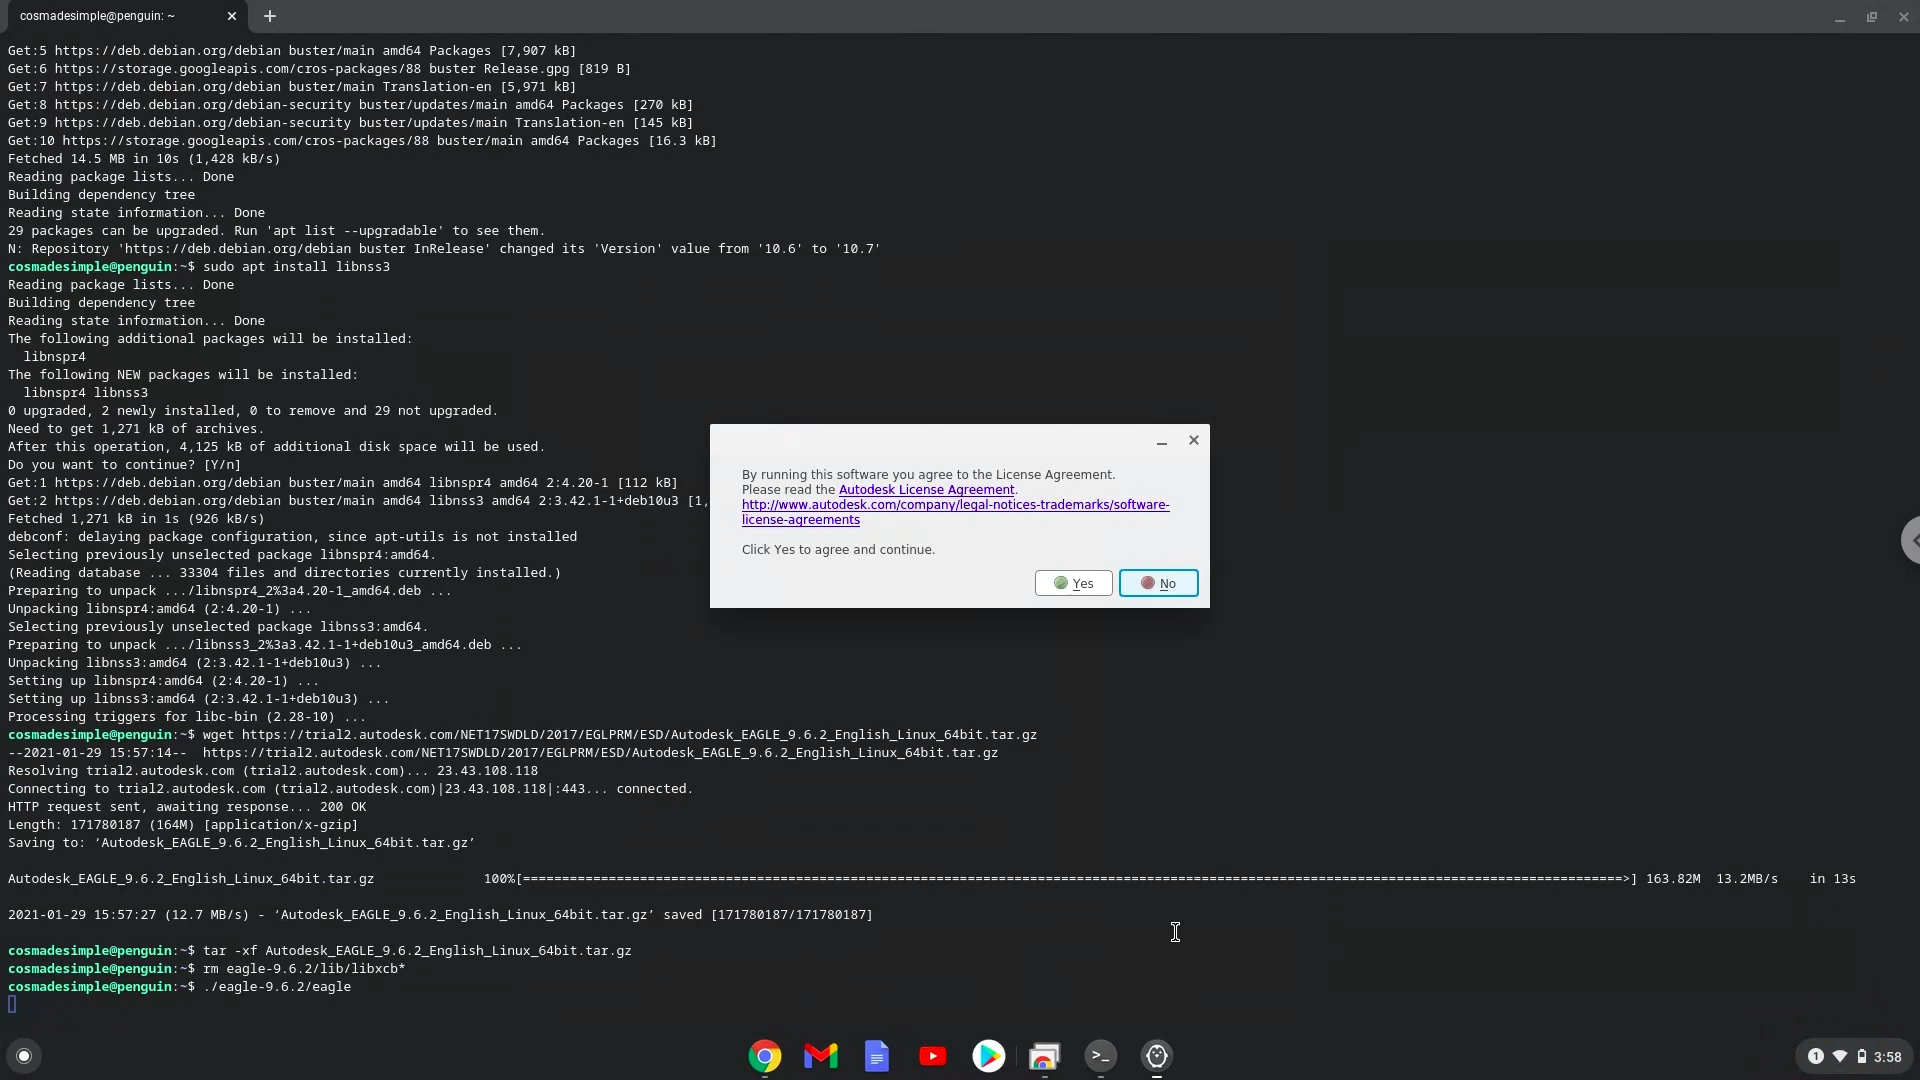 cosmadesimple@penguin: ~
Get:5 https://deb.debian.org/debian buster/main amd64 Packages [7,907 kB]
Get:6 https://storage.googleapis.com/cros-packages/88 buster Release.gpg [819 B]
Get:7 https://deb.debian.org/debian buster/main Translation-en [5,971 kB]
Get:8 https://deb.debian.org/debian-security buster/updates/main amd64 Packages [270 kB]
Get:9 https://deb.debian.org/debian-security buster/updates/main Translation-en [145 kB]
Get:10 https://storage.googleapis.com/cros-packages/88 buster/main amd64 Packages [16.3 kB]
Fetched 14.5 MB in 10s (1,428 kB/s)
Reading package lists... Done
Building dependency tree
Reading state information... Done
29 packages can be upgraded. Run 'apt list --upgradable' to see them.
N: Repository 'https://deb.debian.org/debian buster InRelease' changed its 'Version' value from '10.6' to '10.7'
cosmadesimple@penguin:~$ sudo apt install libnss3
Reading package lists... Done
Building dependency tree
Reading state information... Done
The following additional packages will be installed:
  libnspr4
The following NEW packages will be installed:
  libnspr4 libnss3
0 upgraded, 2 newly installed, 0 to remove and 29 not upgraded.
Need to get 1,271 kB of archives.
After this operation, 4,125 kB of additional disk space will be used.
Do you want to continue? [Y/n]
Get:1 https://deb.debian.org/debian buster/main amd64 libnspr4 amd64 2:4.20-1 [112 kB]
Get:2 https://deb.debian.org/debian buster/main amd64 libnss3 amd64 2:3.42.1-1+deb10u3 [1,
Fetched 1,271 kB in 1s (926 kB/s)
debconf: delaying package configuration, since apt-utils is not installed
Selecting previously unselected package libnspr4:amd64.
(Reading database ... 33304 files and directories currently installed.)
Preparing to unpack .../libnspr4_2%3a4.20-1_amd64.deb ...
Unpacking libnspr4:amd64 (2:4.20-1) ...
Selecting previously unselected package libnss3:amd64.
Preparing to unpack .../libnss3_2%3a3.42.1-1+deb10u3_amd64.deb ...
Unpacking libnss3:amd64 (2:3.42.1-1+deb10u3) ...
Setting up libnspr4:amd64 (2:4.20-1) ...
Setting up libnss3:amd64 (2:3.42.1-1+deb10u3) ...
Processing triggers for libc-bin (2.28-10) ...
cosmadesimple@penguin:~$ wget https://trial2.autodesk.com/NET17SWDLD/2017/EGLPRM/ESD/Autodesk_EAGLE_9.6.2_English_Linux_64bit.tar.gz
--2021-01-29 15:57:14--  https://trial2.autodesk.com/NET17SWDLD/2017/EGLPRM/ESD/Autodesk_EAGLE_9.6.2_English_Linux_64bit.tar.gz
Resolving trial2.autodesk.com (trial2.autodesk.com)... 23.43.108.118
Connecting to trial2.autodesk.com (trial2.autodesk.com)|23.43.108.118|:443... connected.
HTTP request sent, awaiting response... 200 OK
Length: 171780187 (164M) [application/x-gzip]
Saving to: ‘Autodesk_EAGLE_9.6.2_English_Linux_64bit.tar.gz’
Autodesk_EAGLE_9.6.2_English_Linux_64bit.tar.gz 100%[=============================================>] 163.82M 13.2MB/s in 13s
2021-01-29 15:57:27 (12.7 MB/s) - ‘Autodesk_EAGLE_9.6.2_English_Linux_64bit.tar.gz’ saved [171780187/171780187]
cosmadesimple@penguin:~$ tar -xf Autodesk_EAGLE_9.6.2_English_Linux_64bit.tar.gz
cosmadesimple@penguin:~$ rm eagle-9.6.2/lib/libxcb*
cosmadesimple@penguin:~$ ./eagle-9.6.2/eagle
By running this software you agree to the License Agreement.
Please read the Autodesk License Agreement.
http://www.autodesk.com/company/legal-notices-trademarks/software-
license-agreements
Click Yes to agree and continue.
Yes No
1 3:58